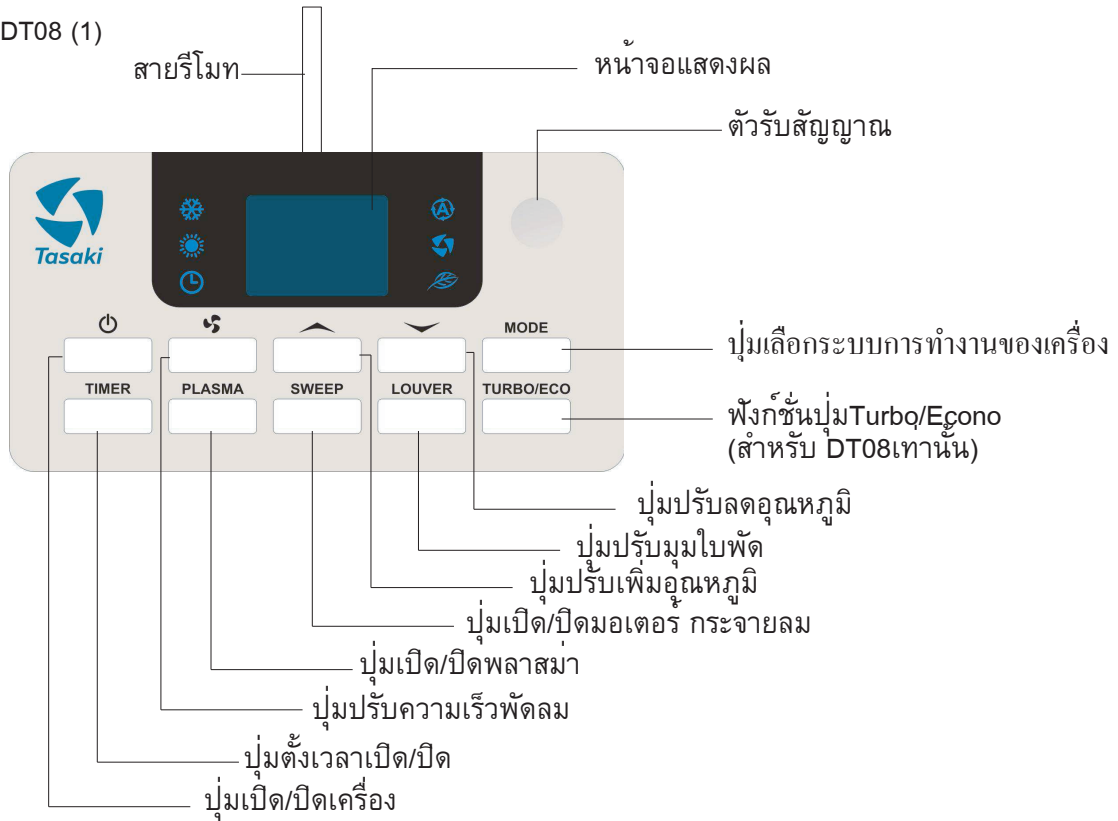 DT08 (1)
สายรีโมท
หน้าจอแสดงผล
ตัวรับสัญญาณ
Tasaki
A
MODE
ปุ่มเลือกระบบการทำงานของเครื่อง
TIMER
PLASMA
SWEEP
LOUVER
TURBO/ECO
ฟังก์ชั่นปุ่มTurbo/Econo
(สำหรับ DT08เท่านั้น)
ปุ่มปรับลดอุณหภูมิ
ปุ่มปรับมุมใบพัด
ปุ่มปรับเพิ่มอุณหภูมิ
ปุ่มเปิด/ปิดมอเตอร์ กระจายลม
ปุ่มเปิด/ปิดพลาสม่า
ปุ่มปรับความเร็วพัดลม
ปุ่มตั้งเวลาเปิด/ปิด
ปุ่มเปิด/ปิดเครื่อง